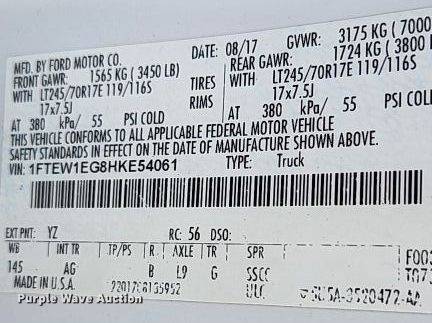 MFD. BY FORD MOTOR CO. DATE: 08/17 GVWR: 3175 KG ( 7000
FRONT GAWR: 1565 KG ( 3450 LB) REAR GAWR: 1724 KG ( 3800 L
WITH LT245/70R17E 119/116S TIRES WITH LT245/70R17E 119/116S
17x7.5J RIMS 17x7.5J
AT 380 kPa/ 55 PSI COLD AT 380 kPa/ 55 PSI COL
THIS VEHICLE CONFORMS TO ALL APPLICABLE FEDERAL MOTOR VEHICLE
SAFETY STANDARDS IN EFFECT ON THE DATE OF MANUFACTURE SHOWN ABOVE.
VIN: 1FTEW1EG8HKE54061 TYPE: Truck
EXT PNT: YZ RC: 56 DSO:
WB INT TR TP/PS R AXLE TR SPR
145 AG B L9 G SSCC
MADE IN U.S.A.
Purple Wave Auction